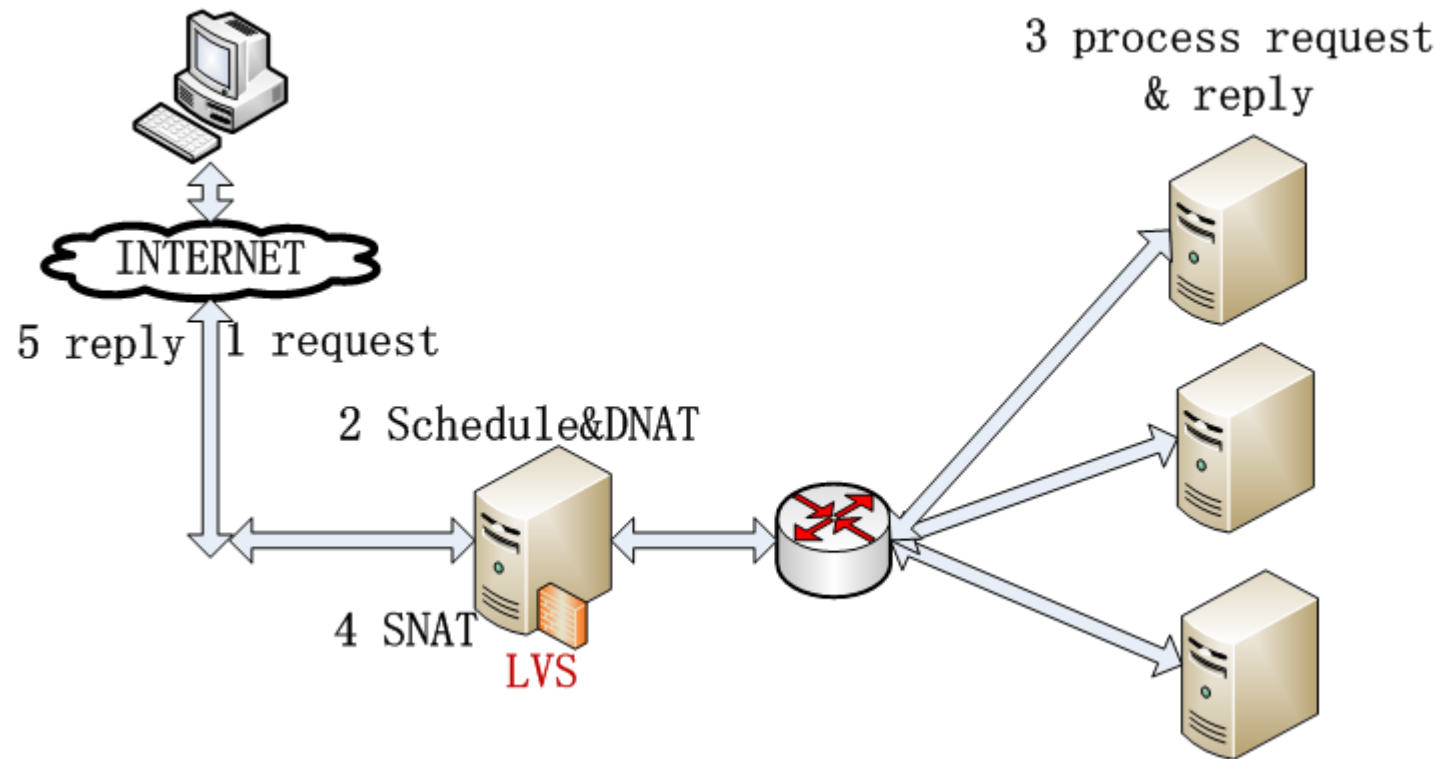 3 process request
& reply
INTERNET
5 reply
1 request
2 Schedule&DNAT
4 SNAT
LVS